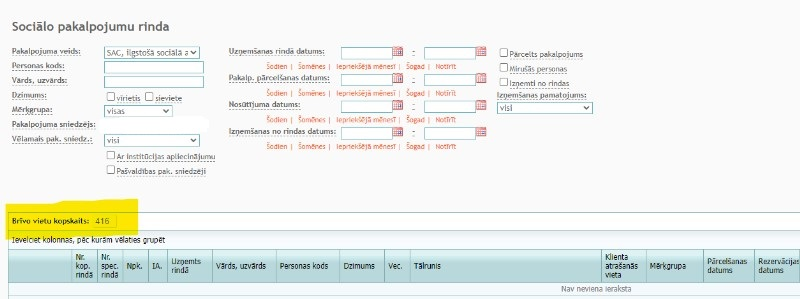 Sociālo pakalpojumu rinda
Pakalpojuma veids: SAC, ilgstošā sociālā a
Personas kods:
Vārds, uzvārds:
Dzimums: vīrietis sieviete
Mērķgrupa: visas
Pakalpojuma sniedzējs:
Vēlamais pak. sniedz.: visi
Ar institūcijas apliecinājumu
Pašvaldības pak. sniedzēji
Uzņemšanas rindā datums: -
Šodien | Šomēnes | Iepriekšējā mēnesī | Šogad | Notīrīt
Pakalp. pārcelšanas datums: -
Šodien | Šomēnes | Iepriekšējā mēnesī | Šogad | Notīrīt
Nosūtījuma datums: -
Šodien | Šomēnes | Iepriekšējā mēnesī | Šogad | Notīrīt
Izņemšanas no rindas datums: -
Šodien | Šomēnes | Iepriekšējā mēnesī | Šogad | Notīrīt
Pārcelts pakalpojums
Mirušās personas
Izņemti no rindas
Izņemšanas pamatojums:
visi
Brīvo vietu kopskaits: 416
Ievelciet kolonnas, pēc kurām vēlaties grupēt
Nr. kop. rindā Nr. spec. rindā Npk. IA. Uzņemts rindā Vārds, uzvārds Personas kods Dzimums Vec. Tālrunis Klienta atrašanās vieta Mērķgrupa Pārcelšanas datums Rezervācijas datums
Nav neviena ieraksta